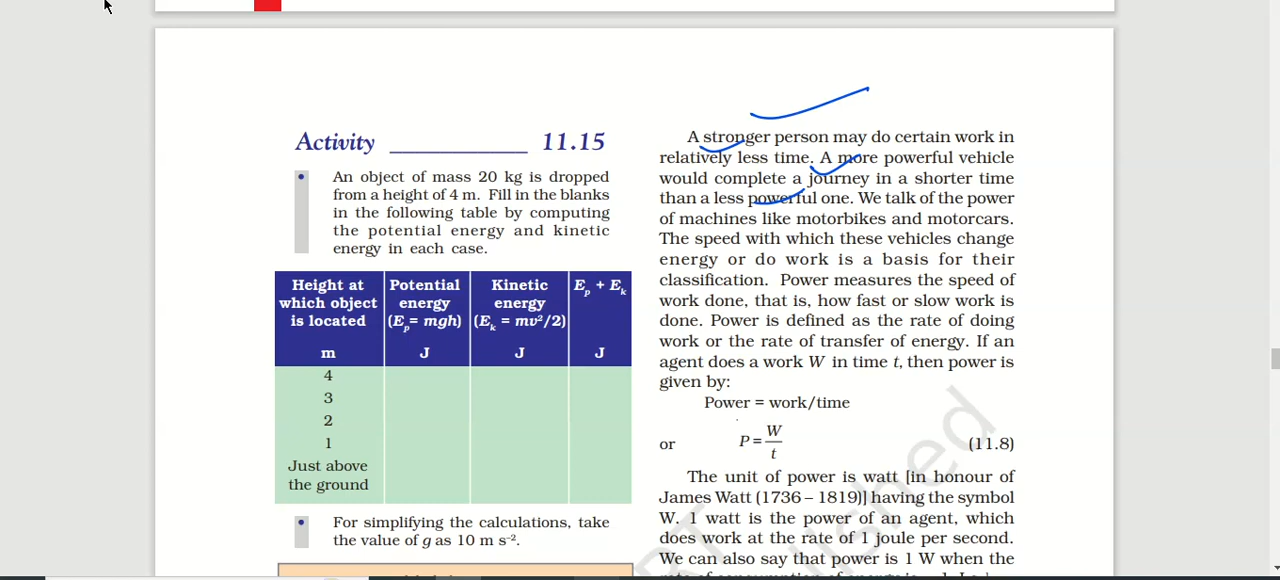 Activity ____________ 11.15
• An object of mass 20 kg is dropped
from a height of 4 m. Fill in the blanks
in the following table by computing
the potential energy and kinetic
energy in each case.
Height at which object is located m | Potential energy (Eₚ= mgh) J | Kinetic energy (Eₖ = mv²/2) J | Eₚ + Eₖ J
4
3
2
1
Just above
the ground
• For simplifying the calculations, take
the value of g as 10 m s⁻².
A stronger person may do certain work in
relatively less time. A more powerful vehicle
would complete a journey in a shorter time
than a less powerful one. We talk of the power
of machines like motorbikes and motorcars.
The speed with which these vehicles change
energy or do work is a basis for their
classification. Power measures the speed of
work done, that is, how fast or slow work is
done. Power is defined as the rate of doing
work or the rate of transfer of energy. If an
agent does a work W in time t, then power is
given by:
Power = work/time
or P = W/t (11.8)
The unit of power is watt [in honour of
James Watt (1736 – 1819)] having the symbol
W. 1 watt is the power of an agent, which
does work at the rate of 1 joule per second.
We can also say that power is 1 W when the